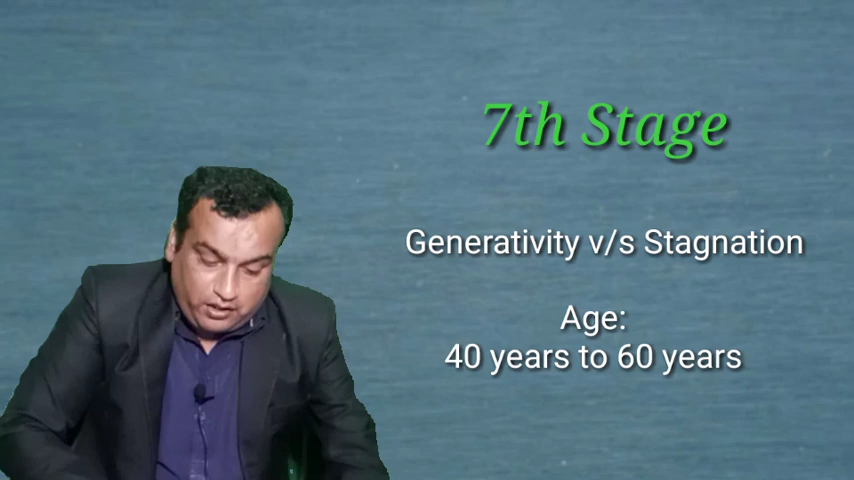 7th Stage
Generativity v/s Stagnation
Age:
40 years to 60 years